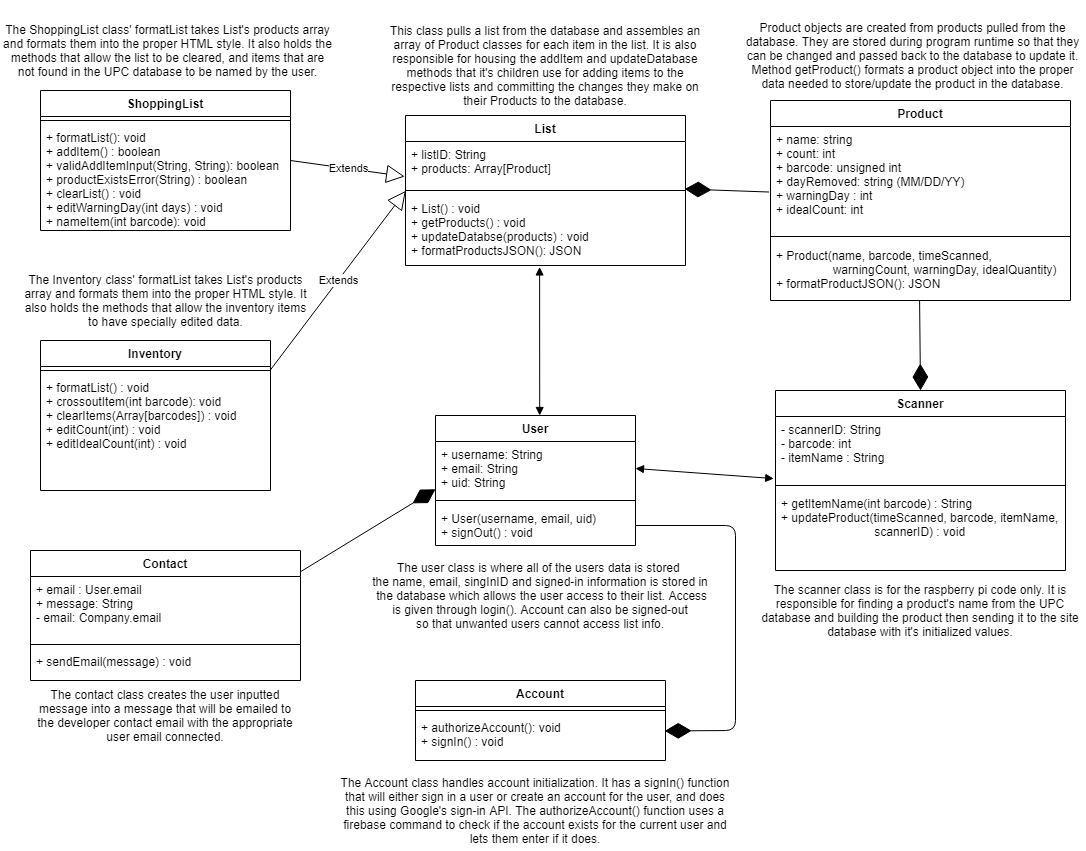 The ShoppingList class' formatList takes List's products array
and formats them into the proper HTML style. It also holds the
methods that allow the list to be cleared, and items that are
not found in the UPC database to be named by the user.
ShoppingList
+ formatList(): void
+ addItem() : boolean
+ validAddItemInput(String, String): boolean
+ productExistsError(String) : boolean
+ clearList() : void
+ editWarningDay(int days) : void
+ nameItem(int barcode): void
Extends
This class pulls a list from the database and assembles an
array of Product classes for each item in the list. It is also
responsible for housing the addItem and updateDatabase
methods that it's children use for adding items to the
respective lists and committing the changes they make on
their Products to the database.
List
+ listID: String
+ products: Array[Product]
+ List() : void
+ getProducts() : void
+ updateDatabse(products) : void
+ formatProductsJSON(): JSON
Product objects are created from products pulled from the
database. They are stored during program runtime so that they
can be changed and passed back to the database to update it.
Method getProduct() formats a product object into the proper
data needed to store/update the product in the database.
Product
+ name: string
+ count: int
+ barcode: unsigned int
+ dayRemoved: string (MM/DD/YY)
+ warningDay : int
+ idealCount: int
+ Product(name, barcode, timeScanned,
warningCount, warningDay, idealQuantity)
+ formatProductJSON(): JSON
The Inventory class' formatList takes List's products
array and formats them into the proper HTML style. It
also holds the methods that allow the inventory items
to have specially edited data.
Extends
Inventory
+ formatList() : void
+ crossoutItem(int barcode): void
+ clearItems(Array[barcodes]) : void
+ editCount(int) : void
+ editIdealCount(int) : void
User
+ username: String
+ email: String
+ uid: String
+ User(username, email, uid)
+ signOut() : void
The user class is where all of the users data is stored
the name, email, singInID and signed-in information is stored in
the database which allows the user access to their list. Access
is given through login(). Account can also be signed-out
so that unwanted users cannot access list info.
Scanner
- scannerID: String
- barcode: int
- itemName : String
+ getItemName(int barcode) : String
+ updateProduct(timeScanned, barcode, itemName,
scannerID) : void
The scanner class is for the raspberry pi code only. It is
responsible for finding a product's name from the UPC
database and building the product then sending it to the site
database with it's initialized values.
Contact
+ email : User.email
+ message: String
- email: Company.email
+ sendEmail(message) : void
The contact class creates the user inputted
message into a message that will be emailed to
the developer contact email with the appropriate
user email connected.
Account
+ authorizeAccount(): void
+ signIn() : void
The Account class handles account initialization. It has a signIn() function
that will either sign in a user or create an account for the user, and does
this using Google's sign-in API. The authorizeAccount() function uses a
firebase command to check if the account exists for the current user and
lets them enter if it does.